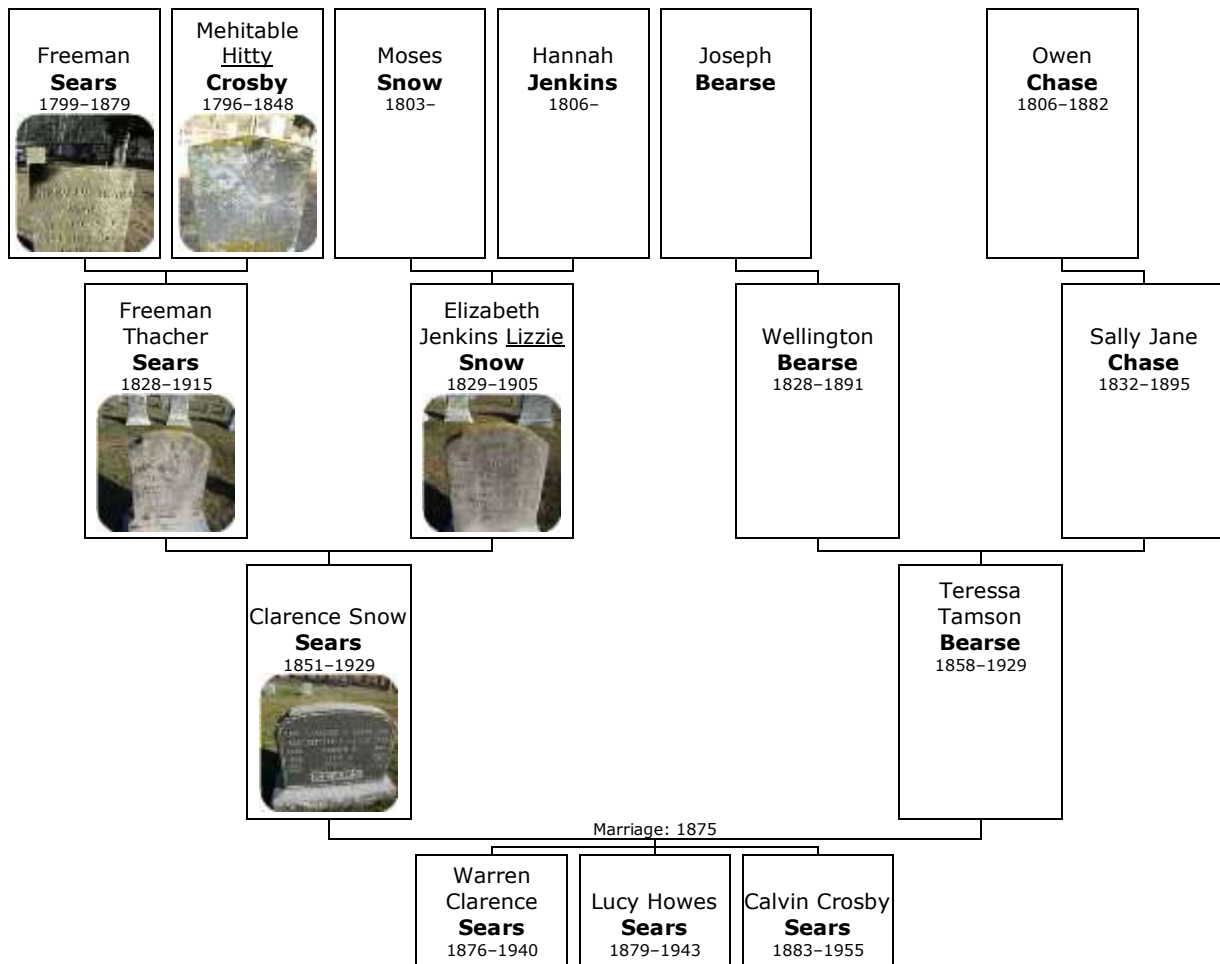 Freeman
Sears
1799–1879
Mehitable
Hitty
Crosby
1796–1848
Moses
Snow
1803–
Hannah
Jenkins
1806–
Joseph
Bearse
Owen
Chase
1806–1882
Freeman
Thacher
Sears
1828–1915
Elizabeth
Jenkins Lizzie
Snow
1829–1905
Wellington
Bearse
1828–1891
Sally Jane
Chase
1832–1895
Clarence Snow
Sears
1851–1929
SEARS
Teressa
Tamson
Bearse
1858–1929
Marriage: 1875
Warren
Clarence
Sears
1876–1940
Lucy Howes
Sears
1879–1943
Calvin Crosby
Sears
1883–1955